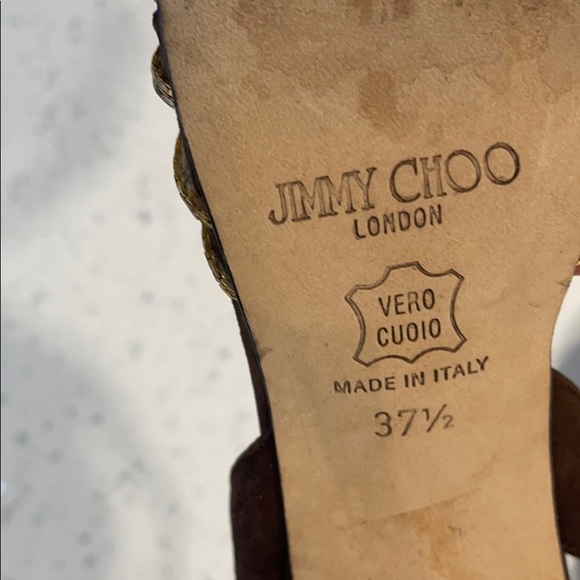 JIMMY CHOO
LONDON
VERO
CUOIO
MADE IN ITALY
37½